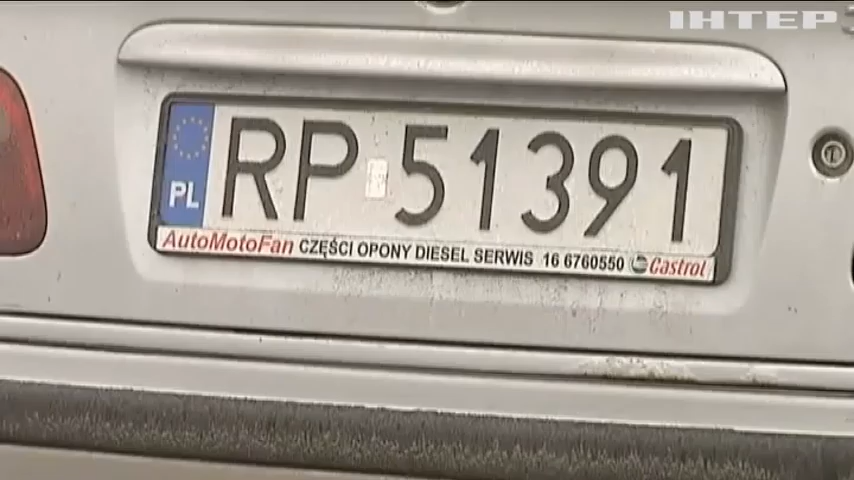 ІНТЕР
RP 51391
PL
AutoMotoFan CZĘŚCI OPONY DIESEL SERWIS 16 6760550 Castrol